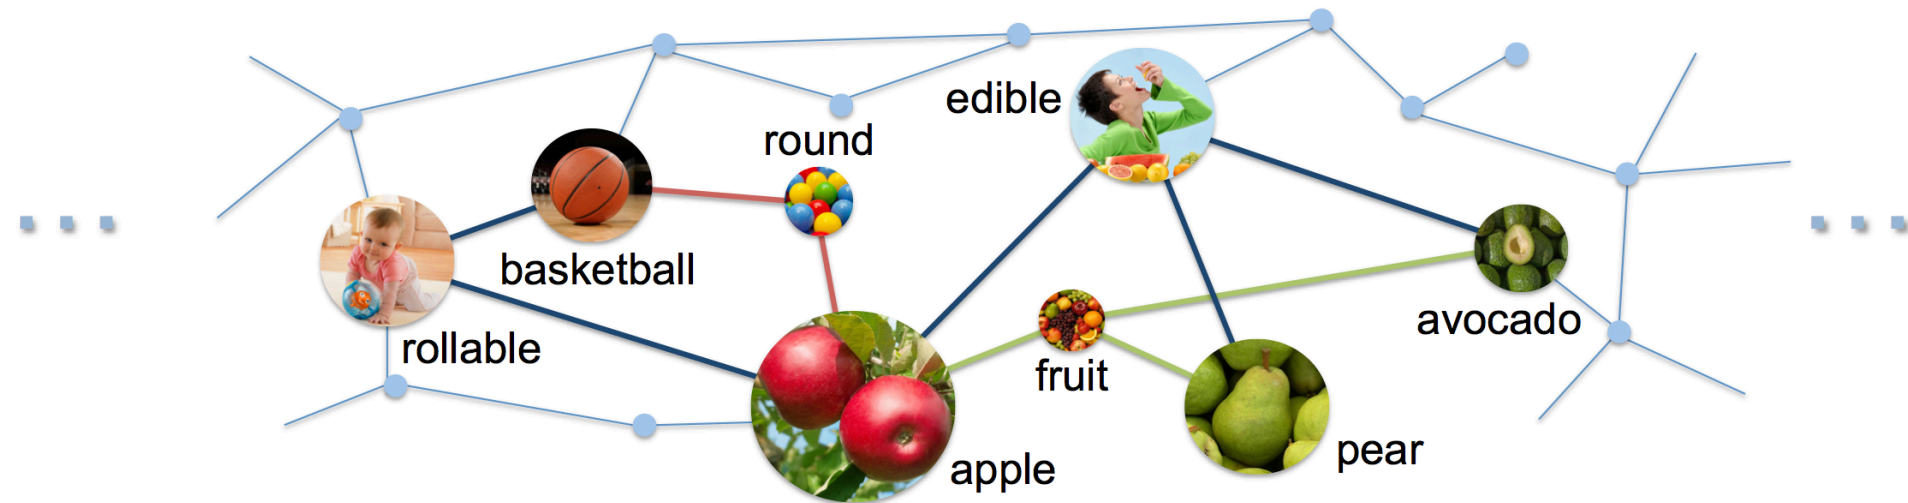 edible
round
basketball
rollable
avocado
fruit
pear
apple